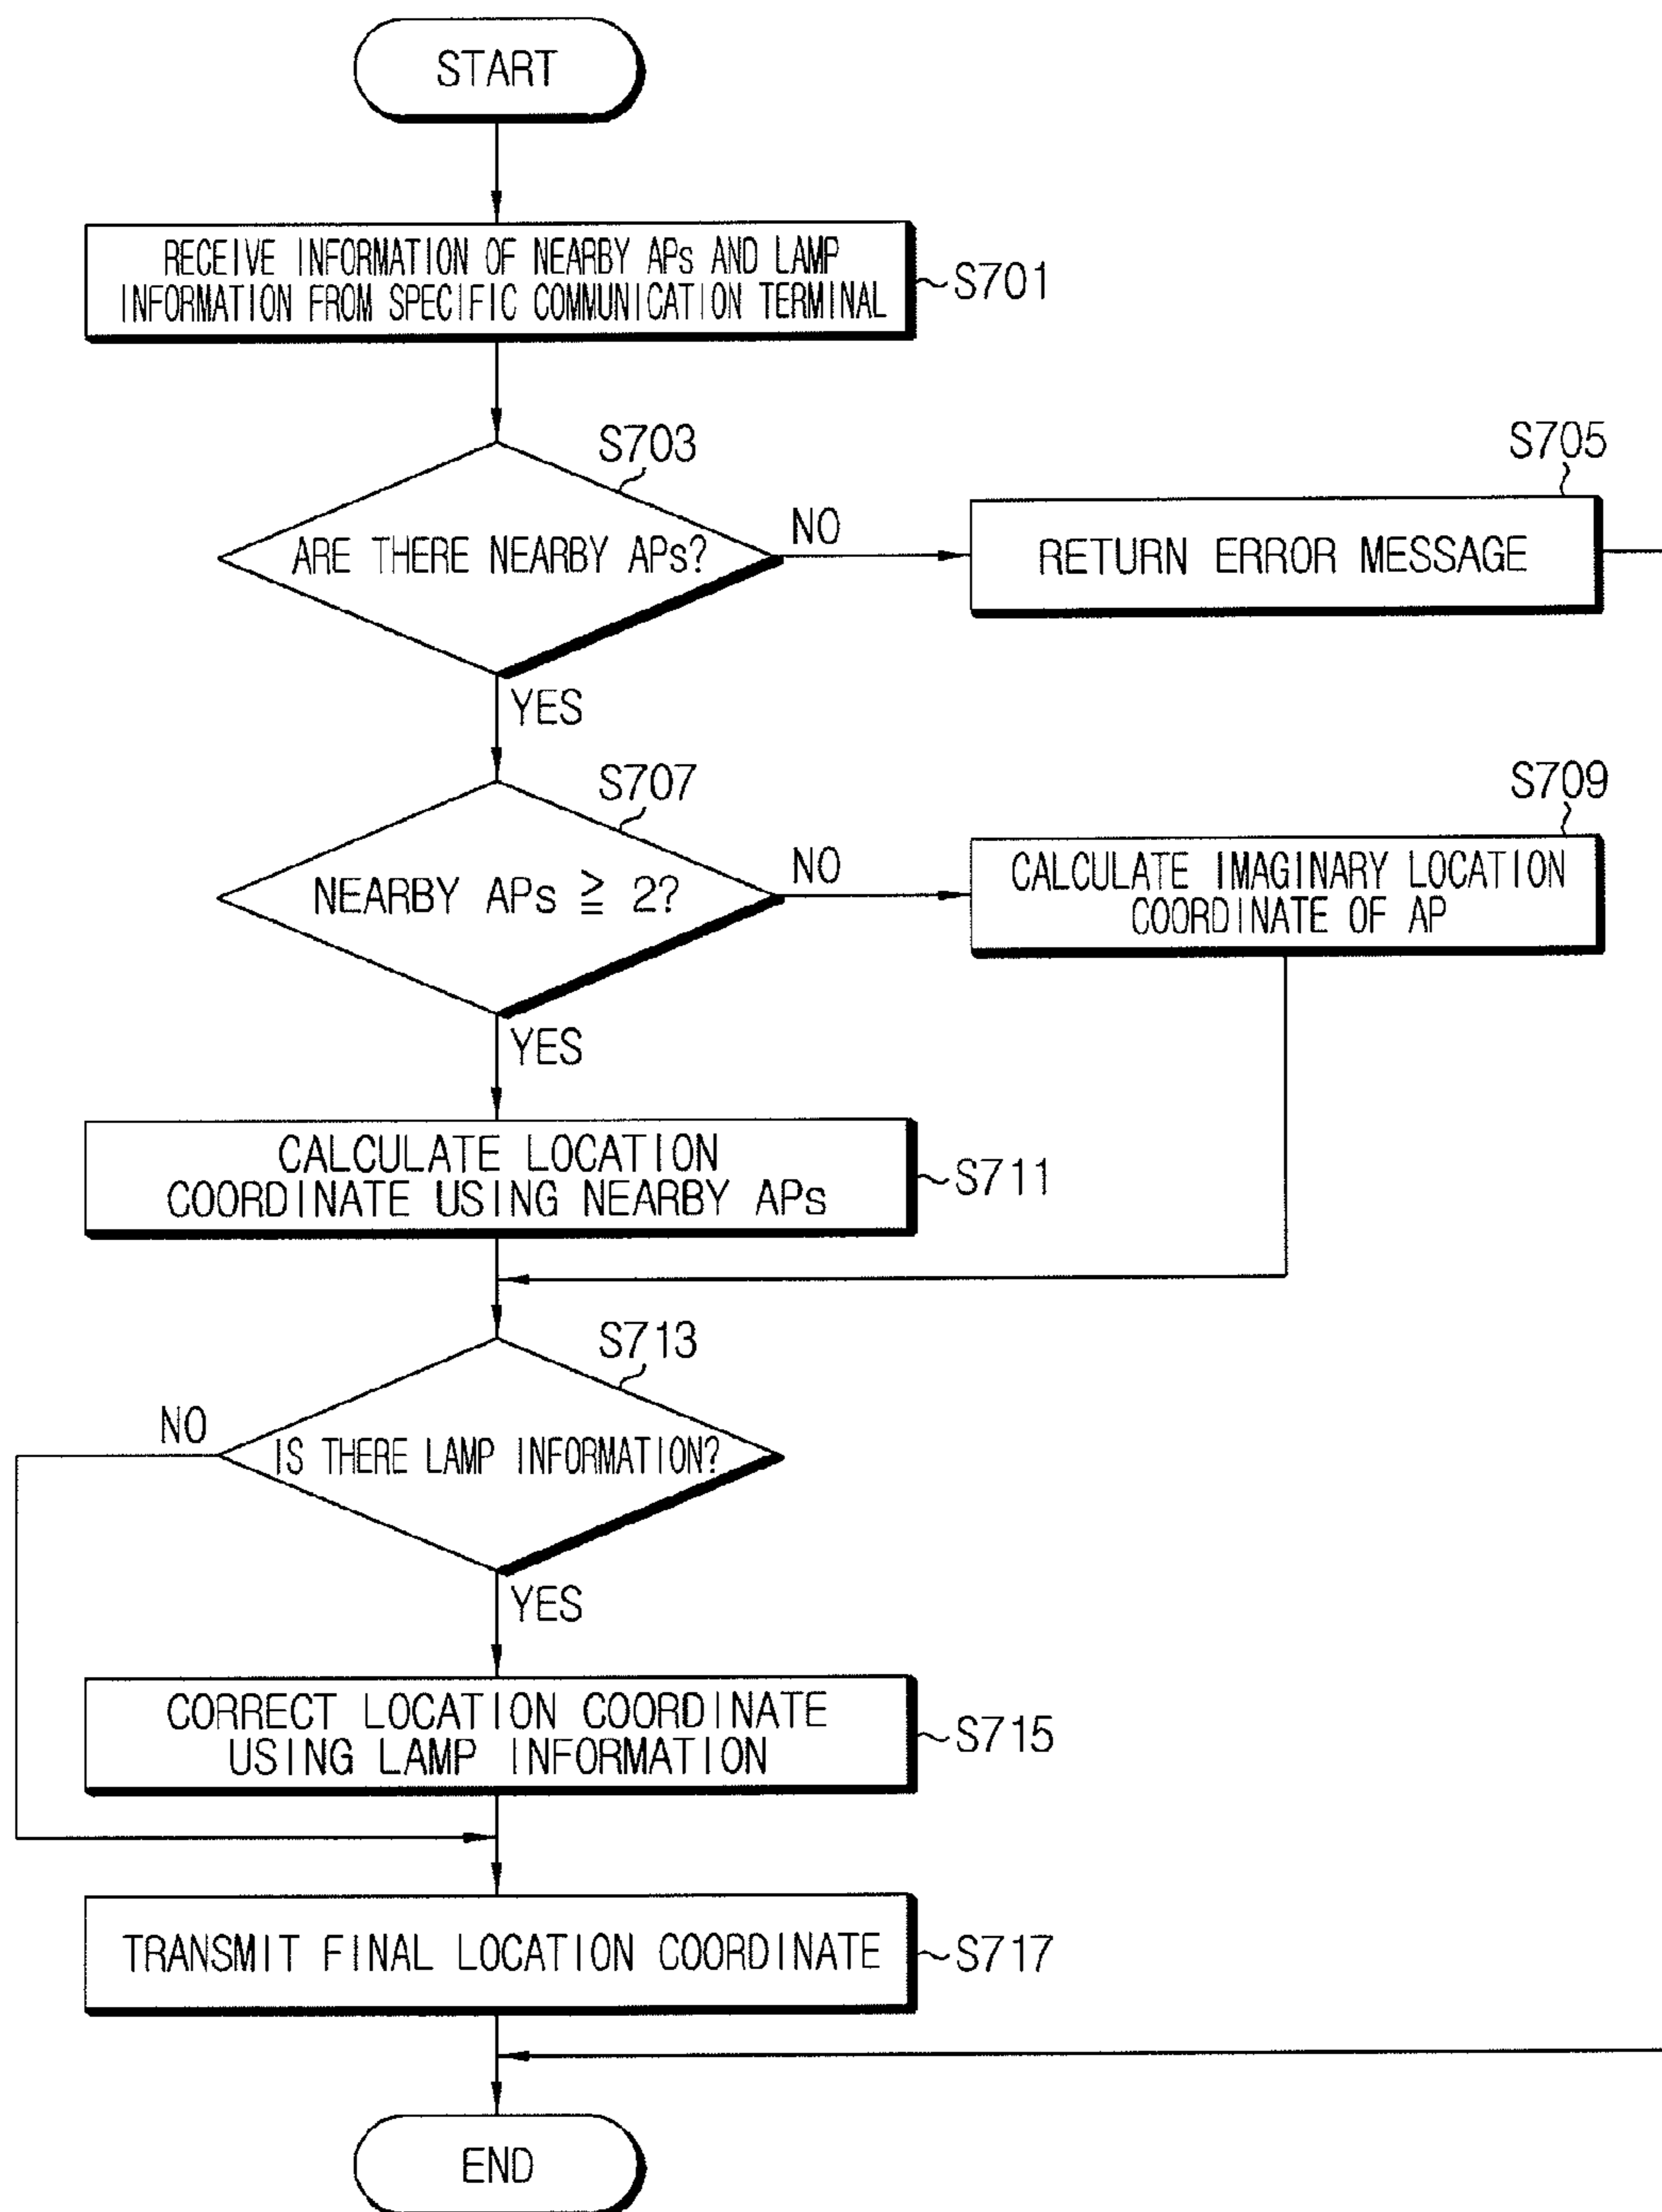 START
RECEIVE INFORMATION OF NEARBY APs AND LAMP
INFORMATION FROM SPECIFIC COMMUNICATION TERMINAL
S701
S703
ARE THERE NEARBY APs?
NO
S705
RETURN ERROR MESSAGE
YES
S707
NEARBY APs ≧ 2?
NO
S709
CALCULATE IMAGINARY LOCATION
COORDINATE OF AP
YES
CALCULATE LOCATION
COORDINATE USING NEARBY APs
S711
S713
NO
IS THERE LAMP INFORMATION?
YES
CORRECT LOCATION COORDINATE
USING LAMP INFORMATION
S715
TRANSMIT FINAL LOCATION COORDINATE
S717
END